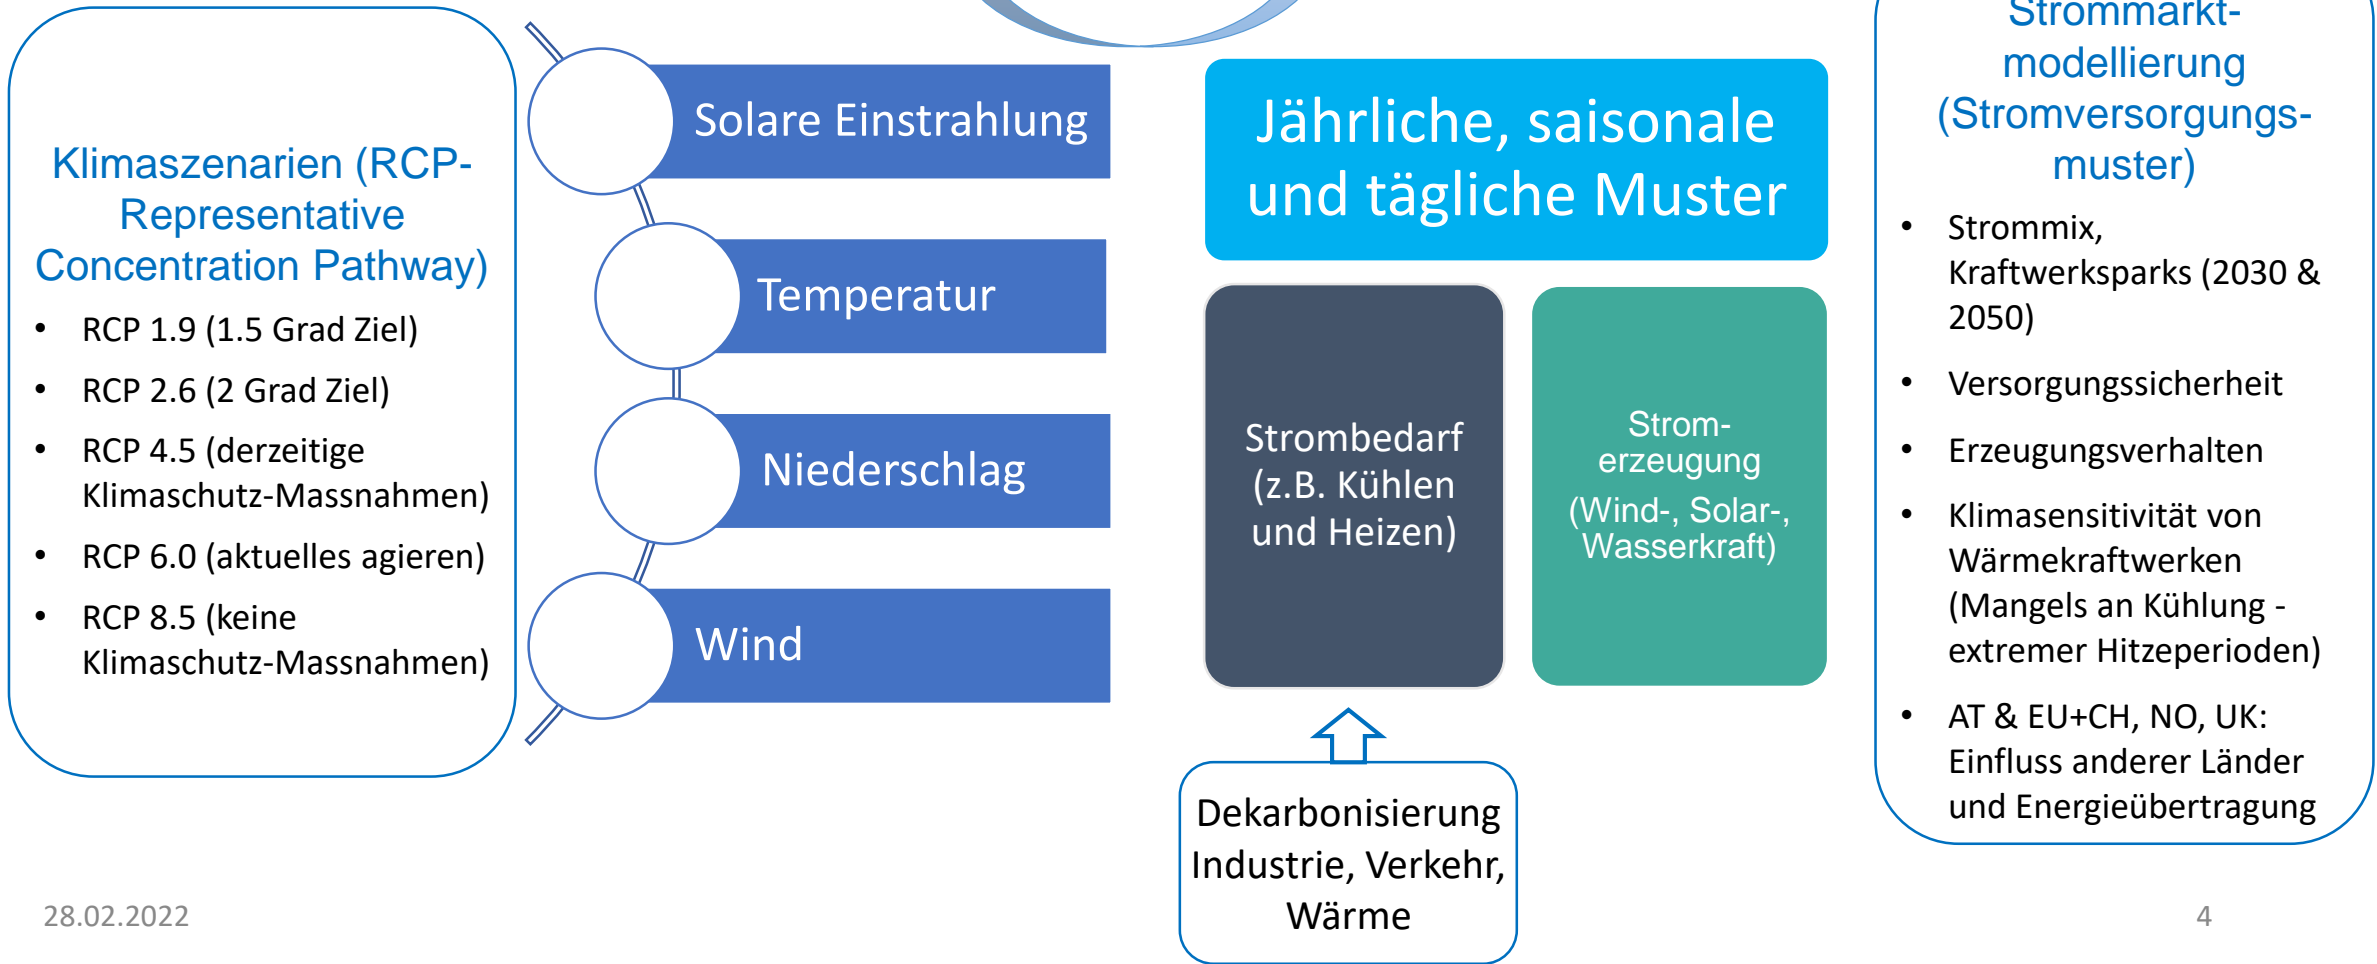 Klimaszenarien (RCP-
Representative
Concentration Pathway)
• RCP 1.9 (1.5 Grad Ziel)
• RCP 2.6 (2 Grad Ziel)
• RCP 4.5 (derzeitige
Klimaschutz-Massnahmen)
• RCP 6.0 (aktuelles agieren)
• RCP 8.5 (keine
Klimaschutz-Massnahmen)
Solare Einstrahlung
Temperatur
Niederschlag
Wind
Jährliche, saisonale
und tägliche Muster
Strombedarf
(z.B. Kühlen
und Heizen)
Strom-
erzeugung
(Wind-, Solar-,
Wasserkraft)
Dekarbonisierung
Industrie, Verkehr,
Wärme
Strommarkt-
modellierung
(Stromversorgungs-
muster)
• Strommix,
Kraftwerksparks (2030 &
2050)
• Versorgungssicherheit
• Erzeugungsverhalten
• Klimasensitivität von
Wärmekraftwerken
(Mangels an Kühlung -
extremer Hitzeperioden)
• AT & EU+CH, NO, UK:
Einfluss anderer Länder
und Energieübertragung
28.02.2022
4